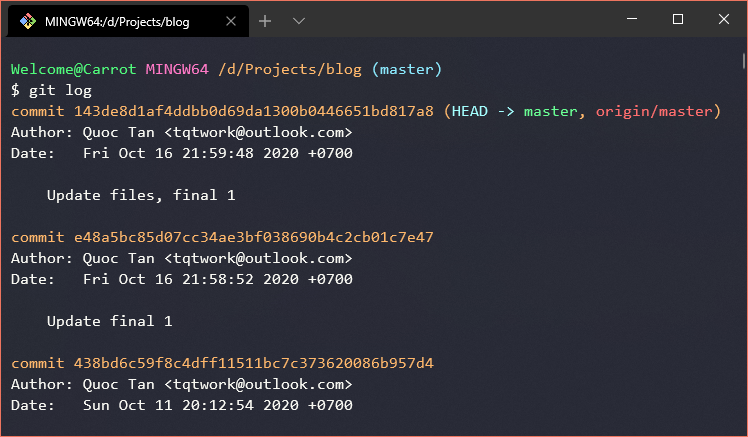 MINGW64:/d/Projects/blog
Welcome@Carrot MINGW64 /d/Projects/blog (master)
$ git log
commit 143de8d1af4ddbb0d69da1300b0446651bd817a8 (HEAD -> master, origin/master)
Author: Quoc Tan <tqtwork@outlook.com>
Date:   Fri Oct 16 21:59:48 2020 +0700
    Update files, final 1
commit e48a5bc85d07cc34ae3bf038690b4c2cb01c7e47
Author: Quoc Tan <tqtwork@outlook.com>
Date:   Fri Oct 16 21:58:52 2020 +0700
    Update final 1
commit 438bd6c59f8c4dff11511bc7c373620086b957d4
Author: Quoc Tan <tqtwork@outlook.com>
Date:   Sun Oct 11 20:12:54 2020 +0700